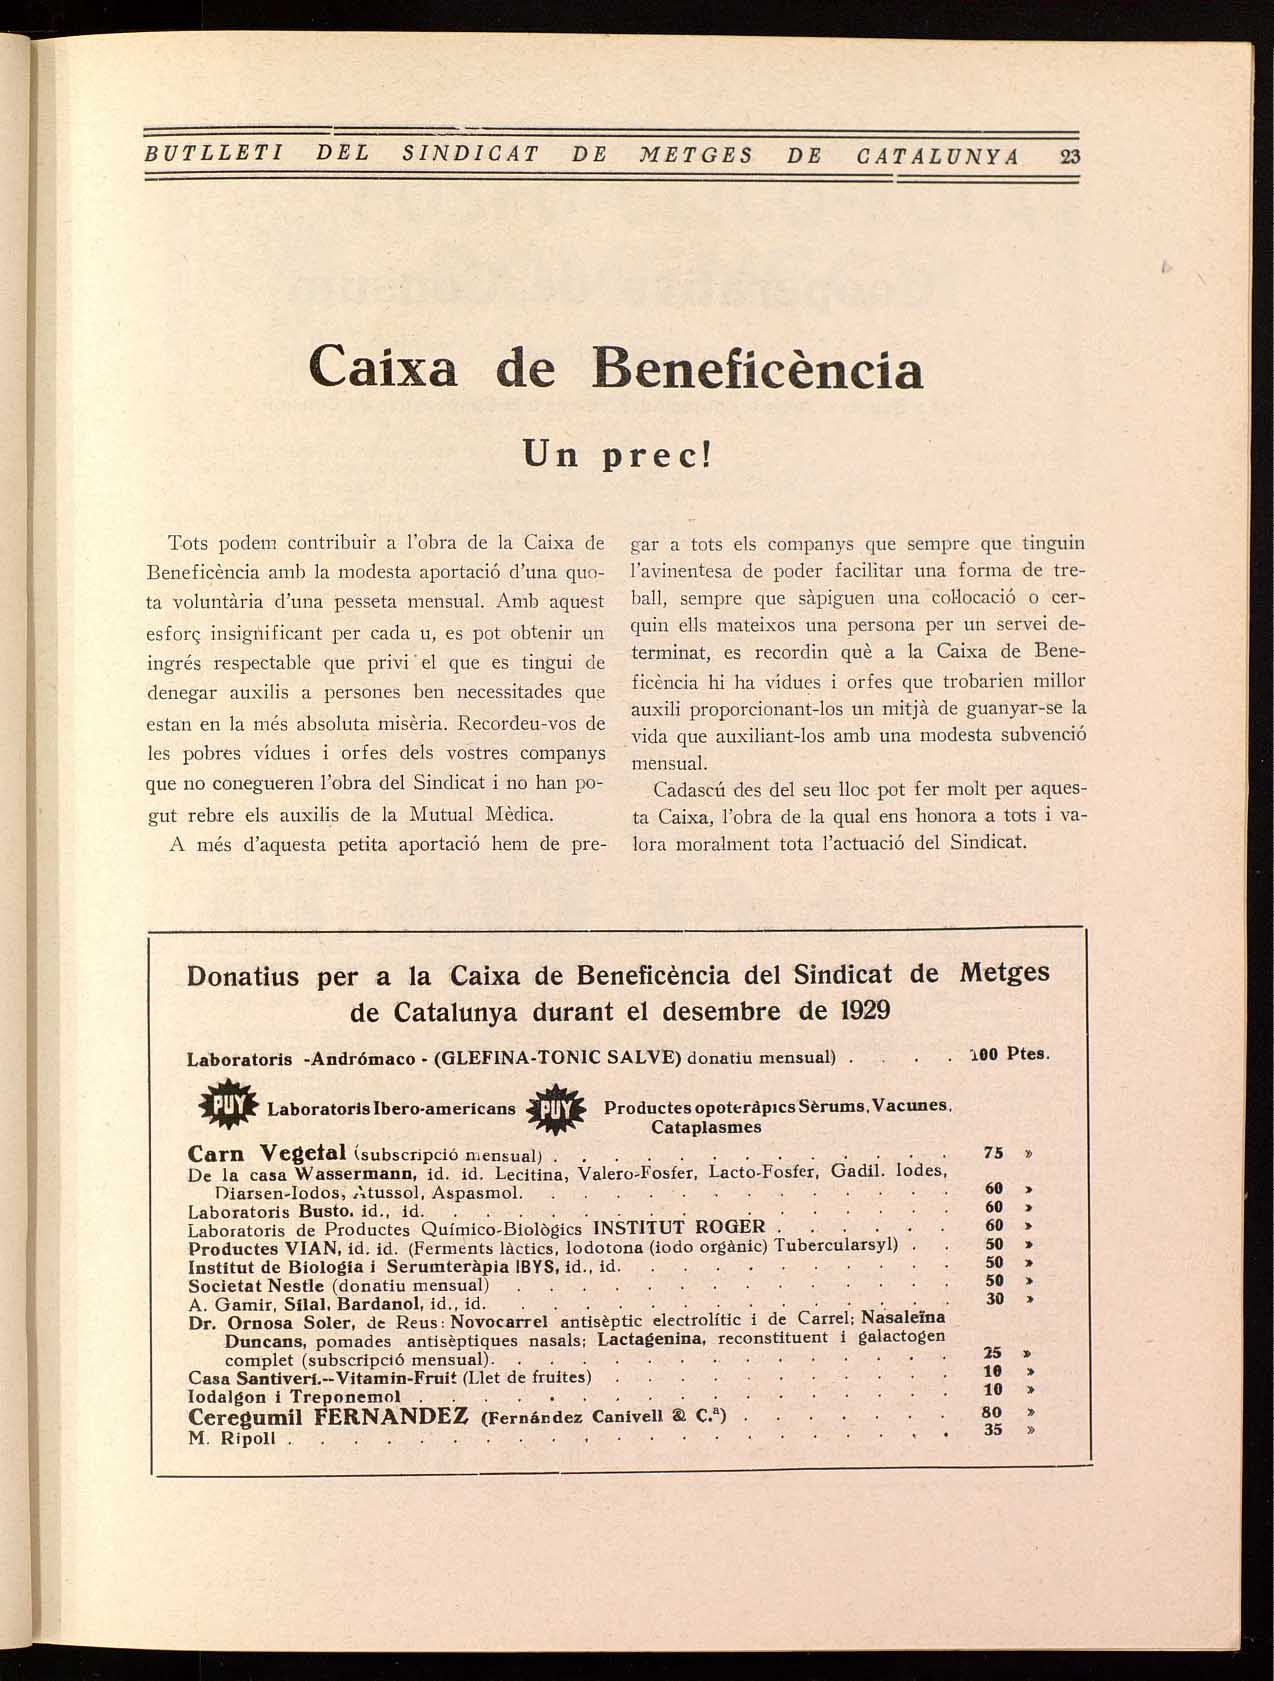 BUTLLETI DEL SINDICAT DE METGES DE CATALUNYA 23
Caixa de Beneficència
Un prec!
Tots podem contribuir a l'obra de la Caixa de
Beneficència amb la modesta aportació d'una quo-
ta voluntària d'una pesseta mensual. Amb aquest
esforç insignificant per cada u, es pot obtenir un
ingrés respectable que privi el que es tingui de
denegar auxilis a persones ben necessitades que
estan en la més absoluta misèria. Recordeu-vos de
les pobres vídues i orfes dels vostres companys
que no conegueren l'obra del Sindicat i no han po-
gut rebre els auxilis de la Mutual Mèdica.
A més d'aquesta petita aportació hem de pre-
gar a tots els companys que sempre que tinguin
l'avinentesa de poder facilitar una forma de tre-
ball, sempre que sàpiguen una col·locació o cer-
quin ells mateixos una persona per un servei de-
terminat, es recordin què a la Caixa de Bene-
ficència hi ha vídues i orfes que trobarien millor
auxili proporcionant-los un mitjà de guanyar-se la
vida que auxiliant-los amb una modesta subvenció
mensual.
Cadascú des del seu lloc pot fer molt per aques-
ta Caixa, l'obra de la qual ens honora a tots i va-
lora moralment tota l'actuació del Sindicat.
Donatius per a la Caixa de Beneficència del Sindicat de Metges
de Catalunya durant el desembre de 1929
Laboratoris -Andrómaco - (GLEFINA-TONIC SALVE) donatiu mensual) . . . . 100 Ptes.
PUY Laboratoris Ibero-americans PUY Productes opoteràpics Sèrums, Vacunes,
Cataplasmes
Carn Vegetal (subscripció mensual) . . . . . . . . . . . . . 75 »
De la casa Wassermann, id. id. Lecitina, Valero-Fosfer, Lacto-Fosfer, Gadil. Iodes,
Diarsen-Iodos, Atussol, Aspasmol. . . . . . . . . . . . . . 60 »
Laboratoris Busto. id., id. . . . . . . . . . . . . . . . . 60 »
Laboratoris de Productes Químico-Biològics INSTITUT ROGER . . . . . . 60 »
Productes VIAN, id. id. (Ferments làctics, Iodotona (iodo orgànic) Tubercularsyl) . . 50 »
Institut de Biologia i Serumteràpia IBYS, id., id. . . . . . . . . . . 50 »
Societat Nestle (donatiu mensual) . . . . . . . . . . . . . . 50 »
A. Gamir, Silal, Bardanol, id., id. . . . . . . . . . . . . . . 30 »
Dr. Ornosa Soler, de Reus: Novocarrel antisèptic electrolític i de Carrel; Nasaleïna
Duncans, pomades antisèptiques nasals; Lactagenina, reconstituent i galactogen
complet (subscripció mensual). . . . . . . . . . . . . . . 25 »
Casa Santiveri.--Vitamin-Fruit (Llet de fruites) . . . . . . . . . . . 10 »
Iodalgon i Treponemol . . . . . . . . . . . . . . . . . 10 »
Ceregumil FERNANDEZ (Fernández Canivell & C.ª) . . . . . . . 80 »
M. Ripoll . . . . . . . . . . . . . . . . . . . . . 35 »